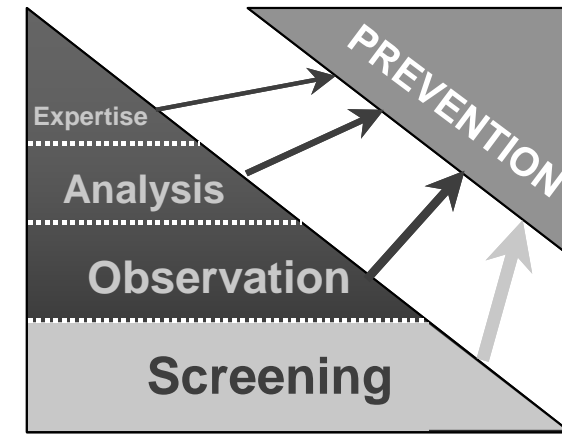 PREVENTION
Expertise
Analysis
Observation
Screening